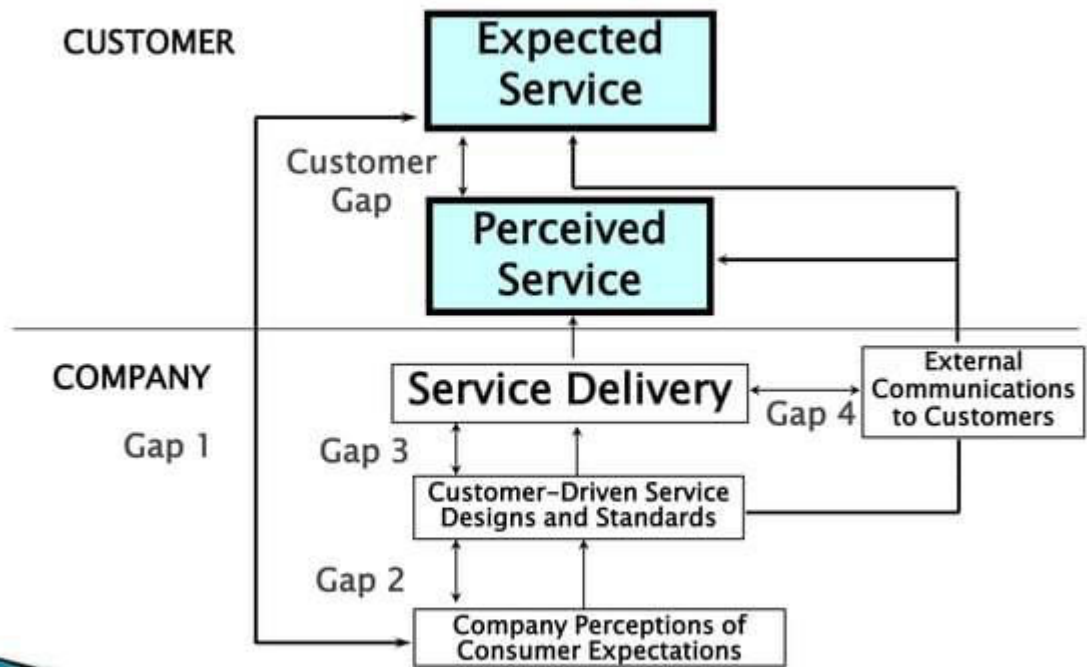 CUSTOMER
Expected
Service
Customer
Gap
Perceived
Service
COMPANY
Service Delivery
External
Communications
to Customers
Gap 4
Gap 1
Gap 3
Customer-Driven Service
Designs and Standards
Gap 2
Company Perceptions of
Consumer Expectations